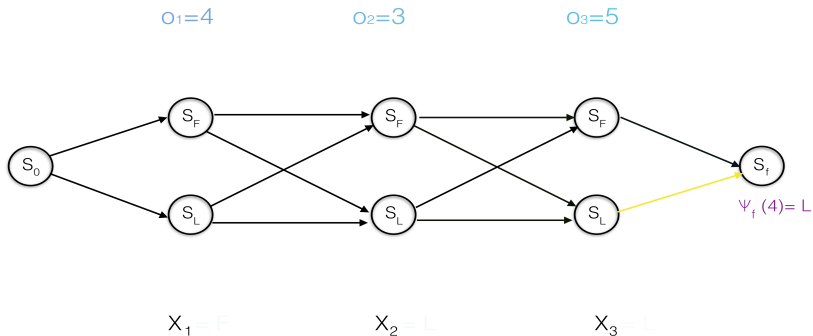 o₁=4 o₂=3 o₃=5
S_F S_F S_F
S₀ S_f
S_L S_L S_L
Ψ_f (4)= L
X₁ = F X₂ = L X₃ =